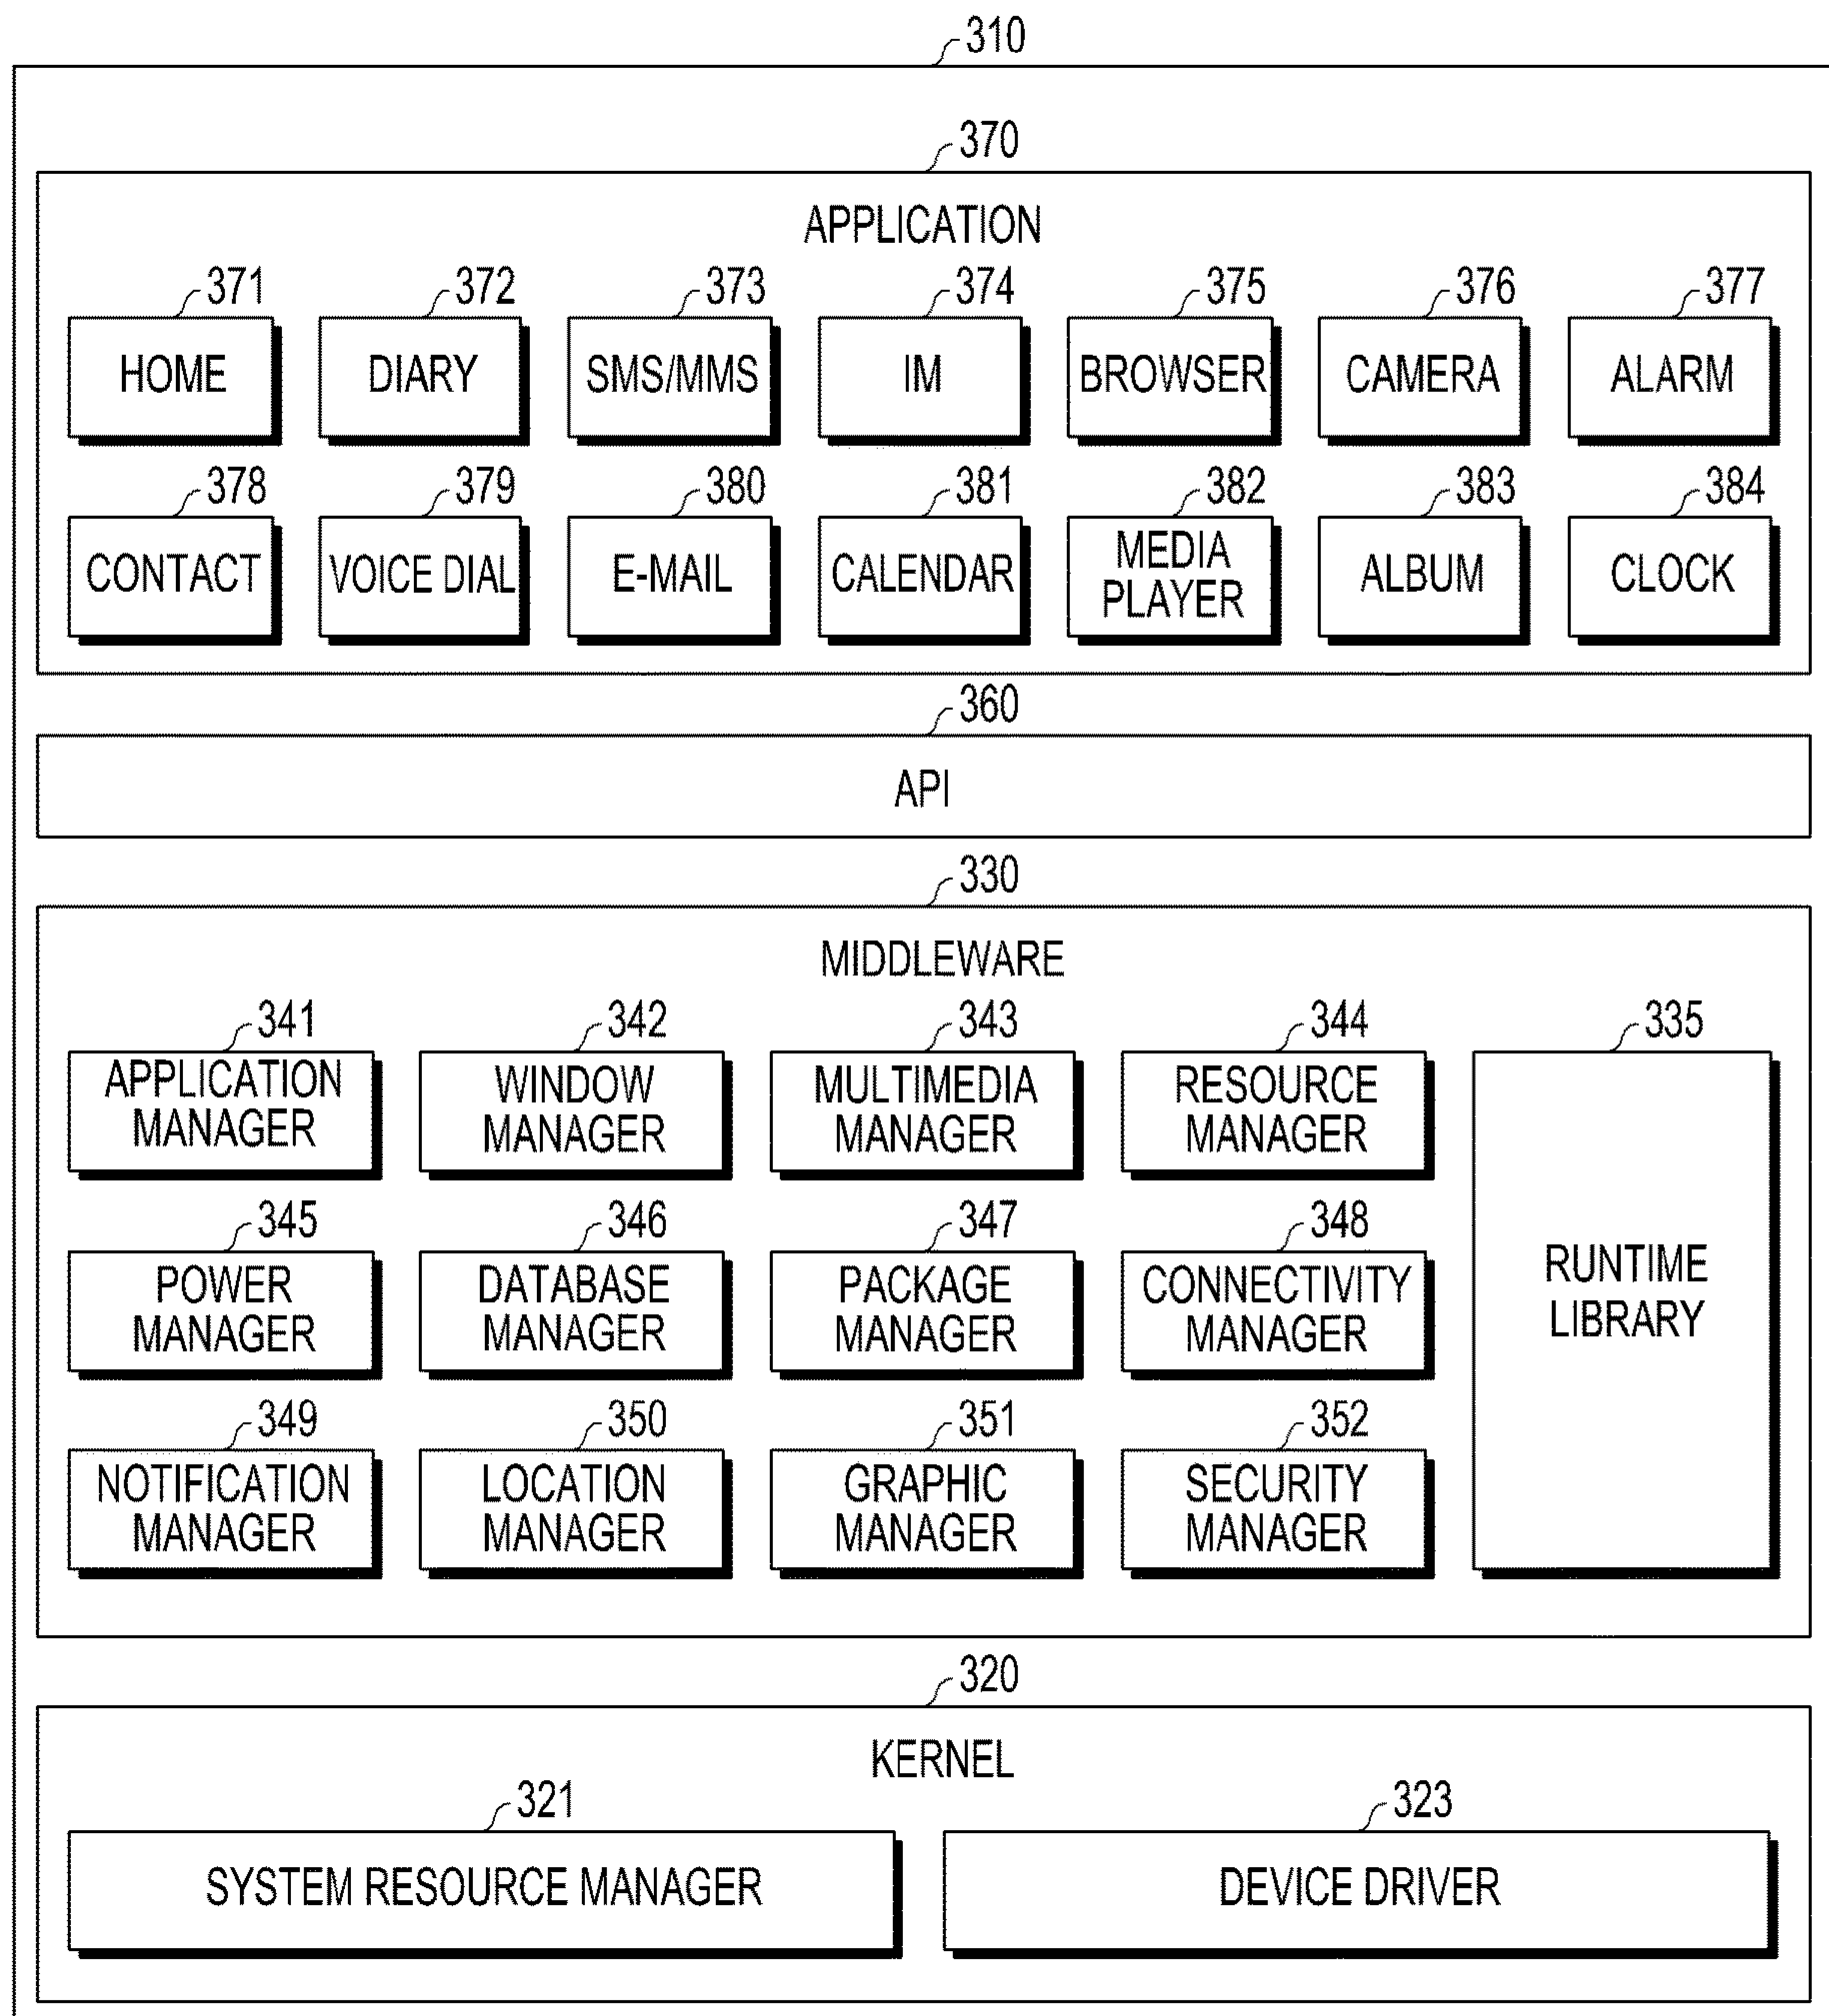 310
370
APPLICATION
371 372 373 374 375 376 377
HOME DIARY SMS/MMS IM BROWSER CAMERA ALARM
378 379 380 381 382 383 384
CONTACT VOICE DIAL E-MAIL CALENDAR MEDIA PLAYER ALBUM CLOCK
360
API
330
MIDDLEWARE
341 342 343 344 335
APPLICATION MANAGER WINDOW MANAGER MULTIMEDIA MANAGER RESOURCE MANAGER
345 346 347 348
POWER MANAGER DATABASE MANAGER PACKAGE MANAGER CONNECTIVITY MANAGER
RUNTIME LIBRARY
349 350 351 352
NOTIFICATION MANAGER LOCATION MANAGER GRAPHIC MANAGER SECURITY MANAGER
320
KERNEL
321 323
SYSTEM RESOURCE MANAGER DEVICE DRIVER